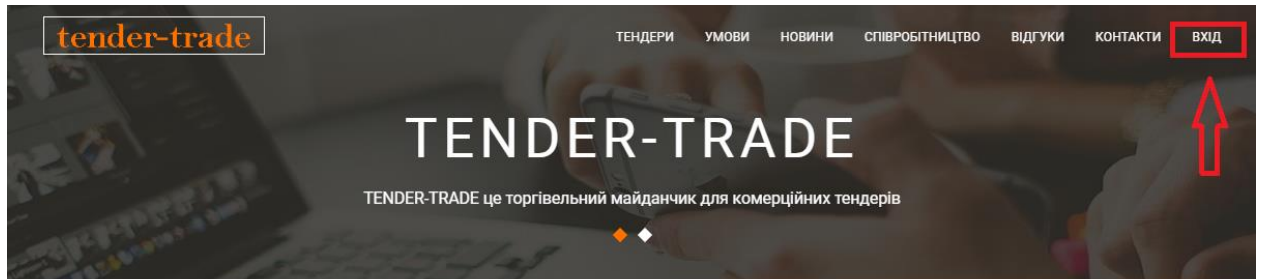 tender-trade
ТЕНДЕРИ УМОВИ НОВИНИ СПІВРОБІТНИЦТВО ВІДГУКИ КОНТАКТИ ВХІД
TENDER-TRADE
TENDER-TRADE це торгівельний майданчик для комерційних тендерів